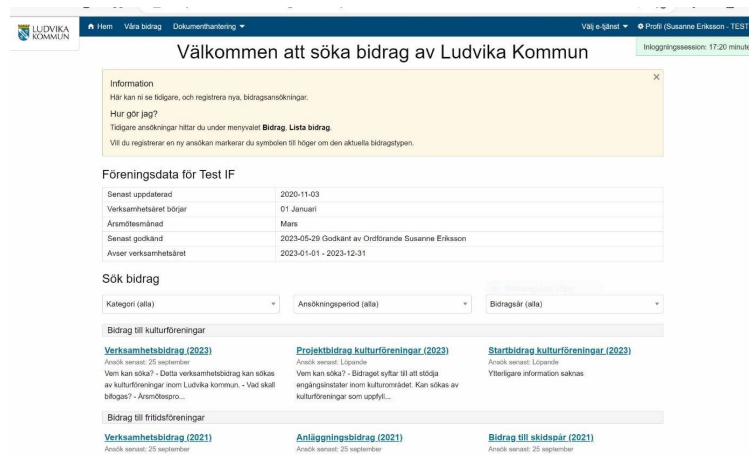 LUDVIKA
KOMMUN
Hem Våra bidrag Dokumenthantering
Välj e-tjänst Profil (Susanne Eriksson - TEST
Inloggningssession: 17:20 minute
Välkommen att söka bidrag av Ludvika Kommun
Information
Här kan ni se tidigare, och registrera nya, bidragsansökningar.
Hur gör jag?
Tidigare ansökningar hittar du under menyvalet Bidrag, Lista bidrag.
Vill du registrerar en ny ansökan markerar du symbolen till höger om den aktuella bidragstypen.
Föreningsdata för Test IF
Senast uppdaterad 2020-11-03
Verksamhetsåret börjar 01 Januari
Årsmötesmånad Mars
Senast godkänd 2023-05-29 Godkänt av Ordförande Susanne Eriksson
Avser verksamhetsåret 2023-01-01 - 2023-12-31
Sök bidrag
Kategori (alla) Ansökningsperiod (alla) Bidragsår (alla)
Bidrag till kulturföreningar
Verksamhetsbidrag (2023)
Ansök senast: 25 september
Vem kan söka? - Detta verksamhetsbidrag kan sökas
av kulturföreningar inom Ludvika kommun. - Vad skall
bifogas? - Årsmötespro...
Projektbidrag kulturföreningar (2023)
Ansök senast: Löpande
Vem kan söka? - Bidraget syftar till att stödja
engångsinstater inom kulturområdet. Kan sökas av
kulturföreningar som uppfyll...
Startbidrag kulturföreningar (2023)
Ansök senast: Löpande
Ytterligare information saknas
Bidrag till fritidsföreningar
Verksamhetsbidrag (2021)
Ansök senast: 25 september
Anläggningsbidrag (2021)
Ansök senast: 25 september
Bidrag till skidspår (2021)
Ansök senast: 25 september